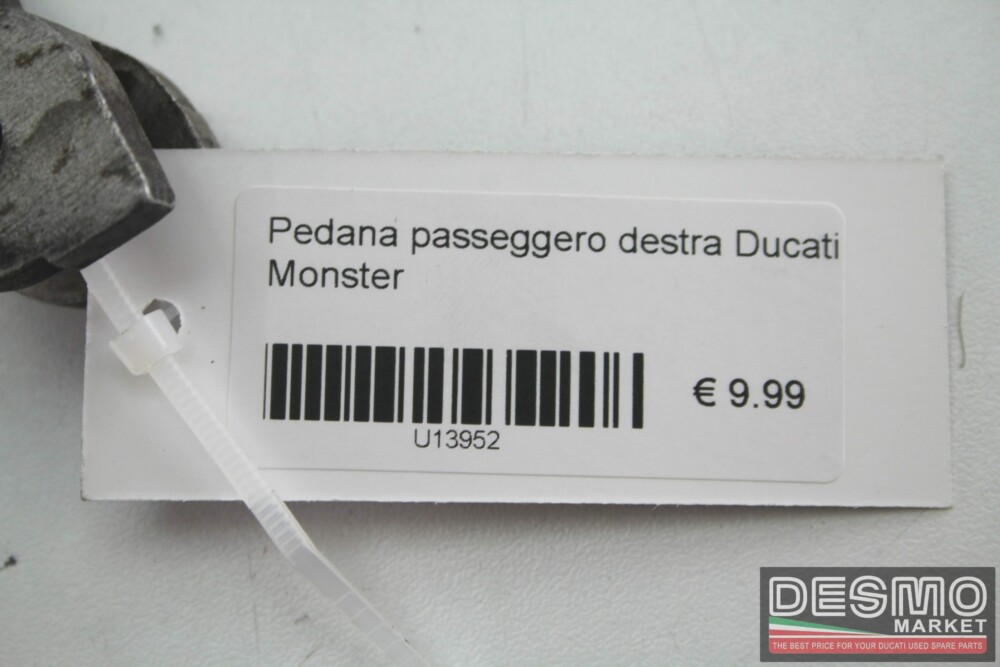 Pedana passeggero destra Ducati
Monster
€ 9.99
U13952
DESMO
MARKET
THE BEST PRICE FOR YOUR DUCATI USED SPARE PARTS